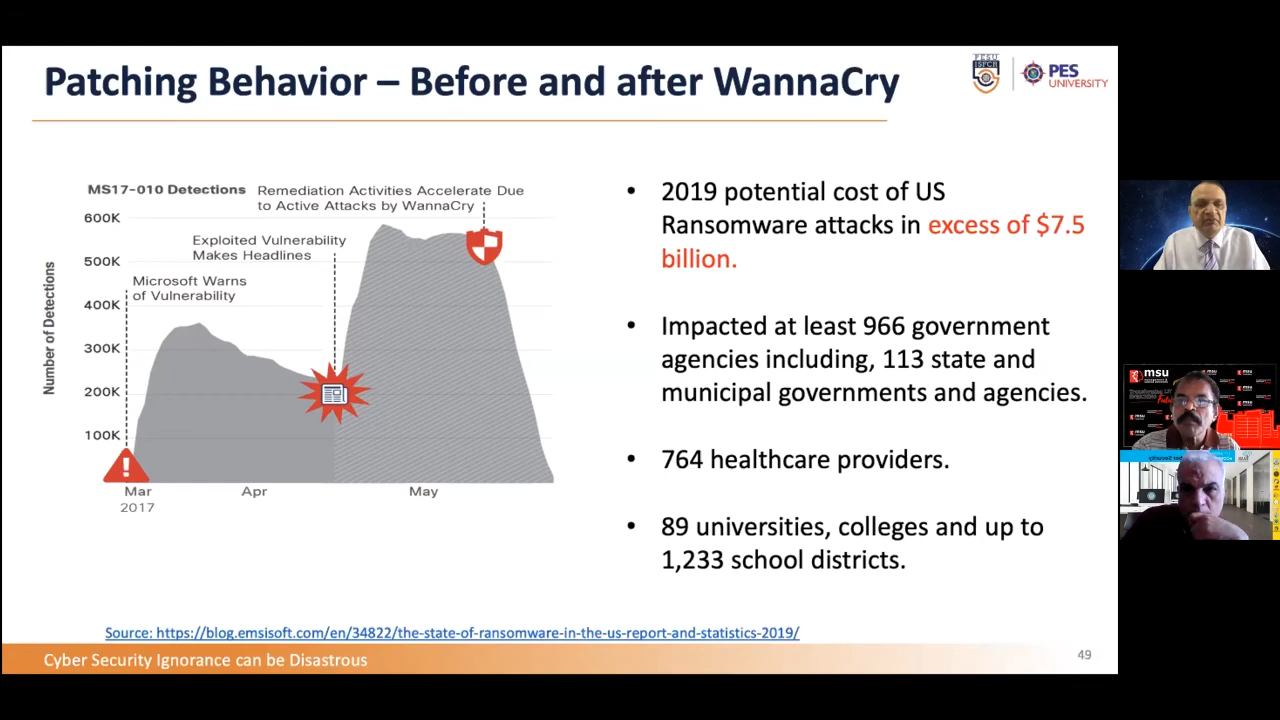 Patching Behavior – Before and after WannaCry
PESU
ISFCR
PES
UNIVERSITY
MS17-010 Detections
Remediation Activities Accelerate Due
to Active Attacks by WannaCry
Exploited Vulnerability
Makes Headlines
Microsoft Warns
of Vulnerability
Number of Detections
600K
500K
400K
300K
200K
100K
Mar
2017
Apr
May
• 2019 potential cost of US
Ransomware attacks in excess of $7.5
billion.
• Impacted at least 966 government
agencies including, 113 state and
municipal governments and agencies.
• 764 healthcare providers.
• 89 universities, colleges and up to
1,233 school districts.
Source: https://blog.emsisoft.com/en/34822/the-state-of-ransomware-in-the-us-report-and-statistics-2019/
Cyber Security Ignorance can be Disastrous
49
msu